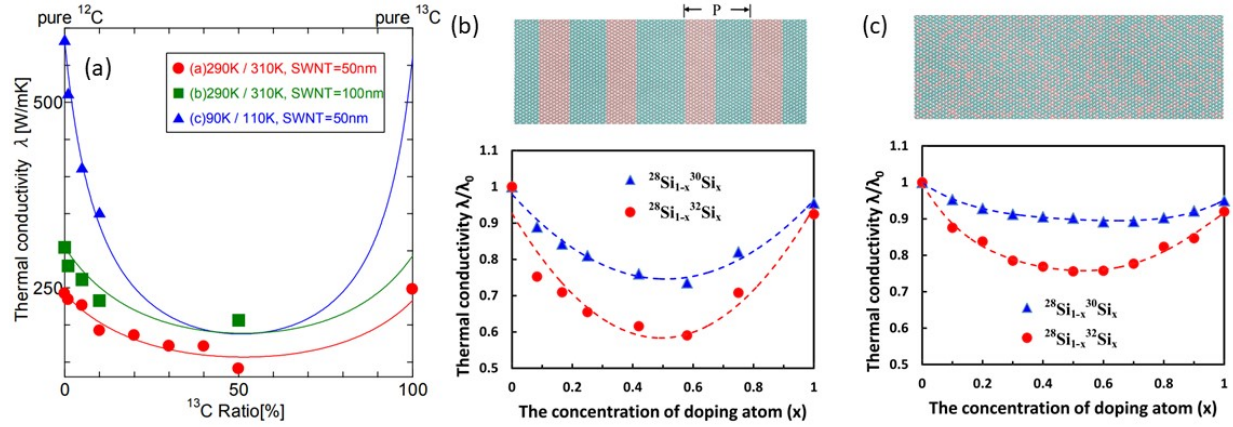 pure ¹²C
pure ¹³C
(a)
(a)290K / 310K, SWNT=50nm
(b)290K / 310K, SWNT=100nm
(c)90K / 110K, SWNT=50nm
Thermal conductivity λ [W/mK]
500
250
0
50
100
¹³C Ratio[%]
(b)
P
1.1
1
0.9
0.8
0.7
0.6
0.5
Thermal conductivity λ/λ₀
²⁸Si₁₋ₓ³⁰Siₓ
²⁸Si₁₋ₓ³²Siₓ
0
0.2
0.4
0.6
0.8
1
The concentration of doping atom (x)
(c)
1.1
1
0.9
0.8
0.7
0.6
0.5
Thermal conductivity λ/λ₀
²⁸Si₁₋ₓ³⁰Siₓ
²⁸Si₁₋ₓ³²Siₓ
0
0.2
0.4
0.6
0.8
1
The concentration of doping atom (x)